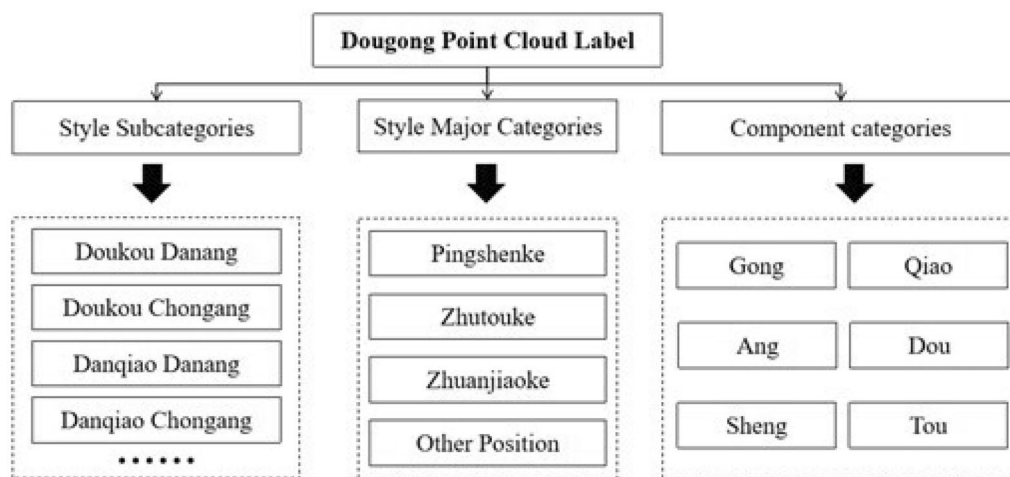 Dougong Point Cloud Label
Style Subcategories
Style Major Categories
Component categories
Doukou Danang
Doukou Chongang
Danqiao Danang
Danqiao Chongang
......
Pingshenke
Zhutouke
Zhuanjiaoke
Other Position
Gong
Qiao
Ang
Dou
Sheng
Tou